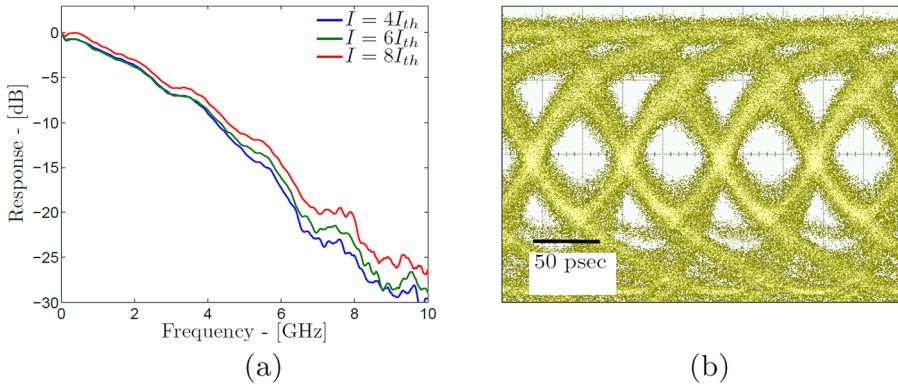 0
−5
−10
−15
−20
−25
−30
Response - [dB]
I = 4I_th
I = 6I_th
I = 8I_th
0 2 4 6 8 10
Frequency - [GHz]
(a)
50 psec
(b)